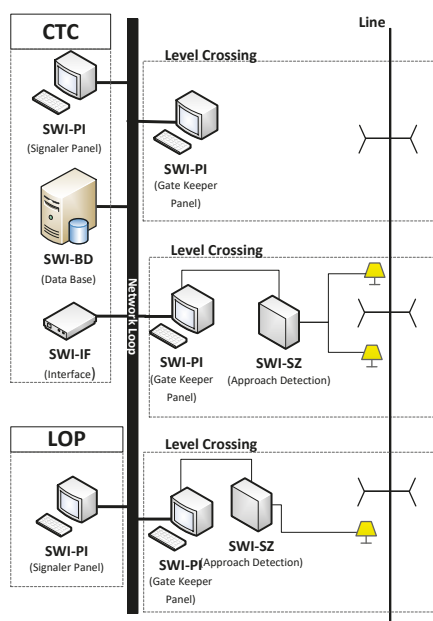 CTC
SWI-PI
(Signaler Panel)
SWI-BD
(Data Base)
SWI-IF
(Interface)
LOP
SWI-PI
(Signaler Panel)
Network Loop
Line
Level Crossing
SWI-PI
(Gate Keeper
Panel)
Level Crossing
SWI-PI
(Gate Keeper
Panel)
SWI-SZ
(Approach Detection)
Level Crossing
SWI-PI
(Gate Keeper
Panel)
SWI-SZ
(Approach Detection)